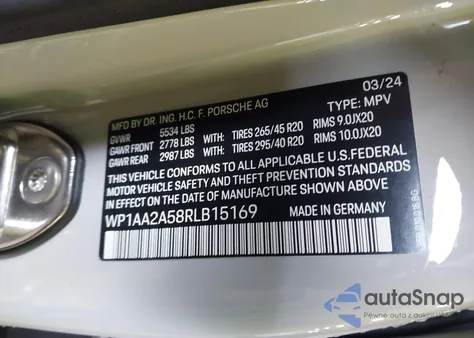 03/24
MFD BY DR. ING. H.C. F. PORSCHE AG
TYPE: MPV
GVWR 5534 LBS
GAWR FRONT 2778 LBS WITH: TIRES 265/45 R20 RIMS 9.0JX20
GAWR REAR 2987 LBS WITH: TIRES 295/40 R20 RIMS 10.0JX20
THIS VEHICLE CONFORMS TO ALL APPLICABLE U.S. FEDERAL
MOTOR VEHICLE SAFETY AND THEFT PREVENTION STANDARDS
IN EFFECT ON THE DATE OF MANUFACTURE SHOWN ABOVE.
WP1AA2A58RLB15169 MADE IN GERMANY
autoSnap
Pewne auta z aukcji